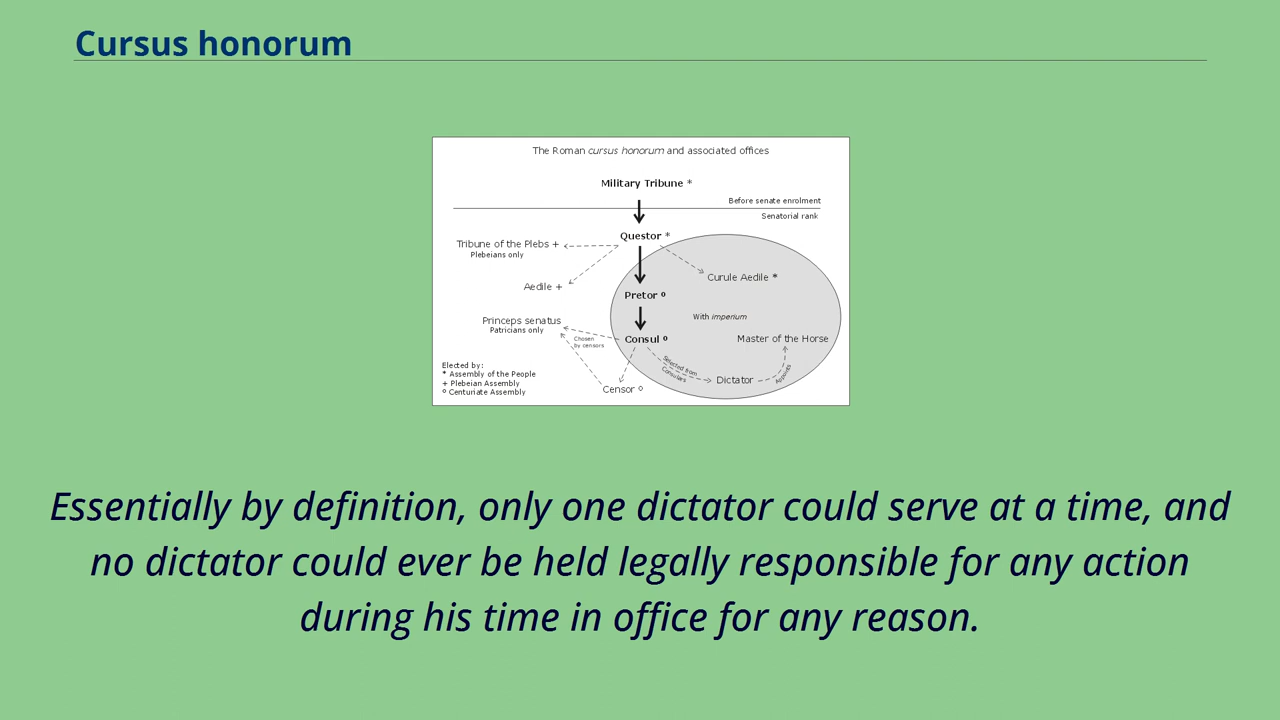 Cursus honorum
The Roman cursus honorum and associated offices
Military Tribune *
Before senate enrolment
Senatorial rank
Questor *
Tribune of the Plebs +
Plebeians only
Curule Aedile *
Aedile +
Pretor º
With imperium
Princeps senatus
Patricians only
Chosen
by censors
Consul º
Master of the Horse
Selected from
Consulars
Appoints
Dictator
Censor º
Elected by:
* Assembly of the People
+ Plebeian Assembly
º Centuriate Assembly
Essentially by definition, only one dictator could serve at a time, and
no dictator could ever be held legally responsible for any action
during his time in office for any reason.